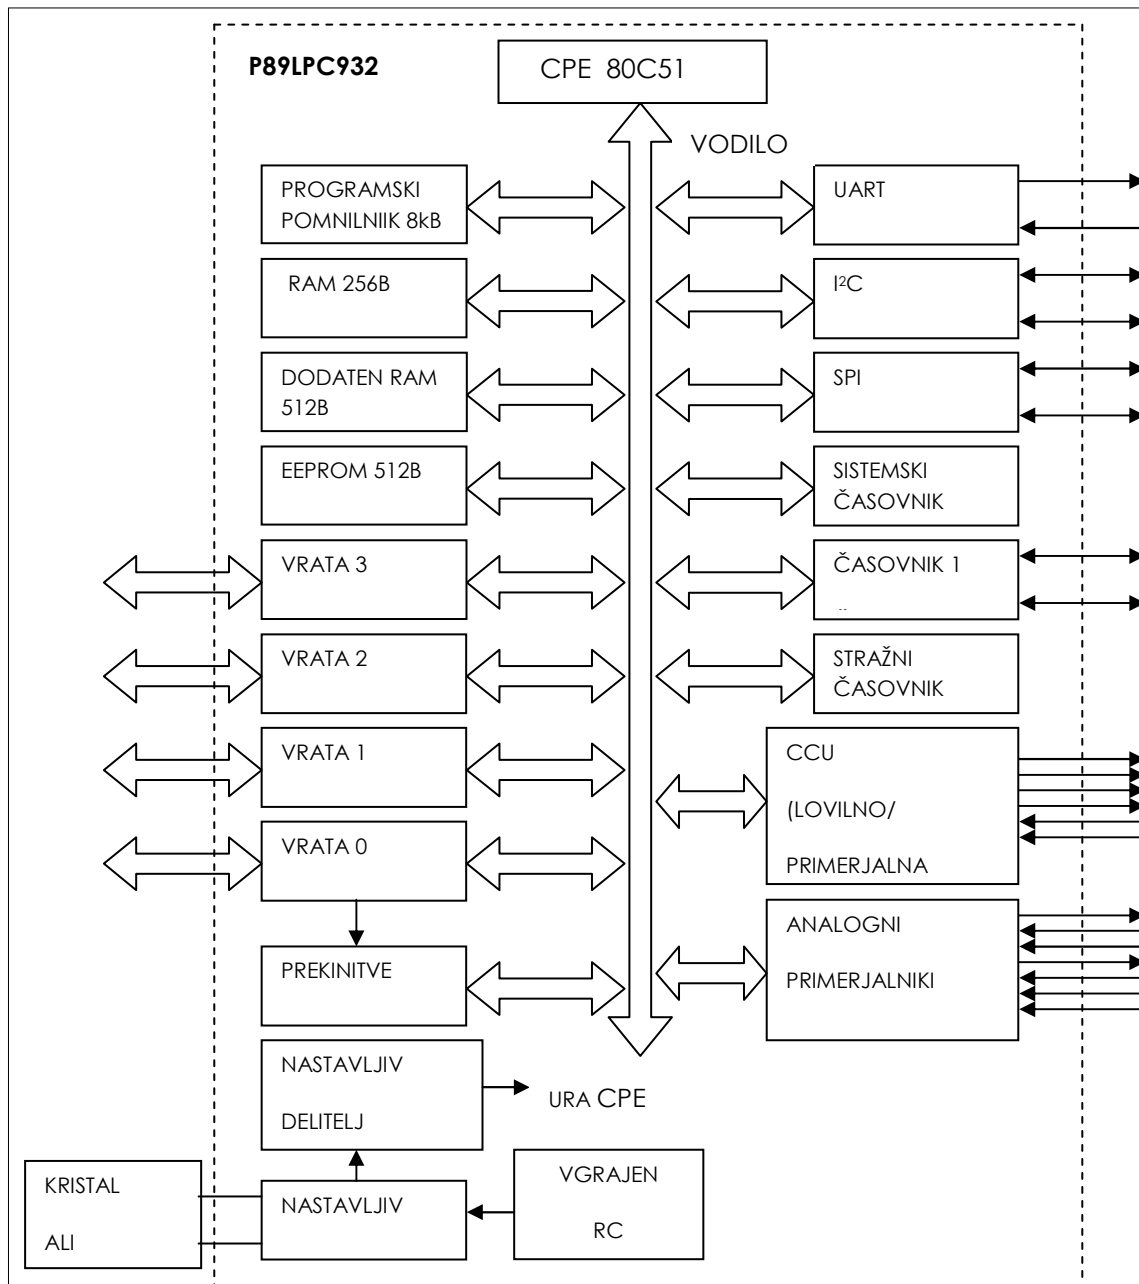 P89LPC932
CPE 80C51
VODILO
PROGRAMSKI
POMNILNIK 8kB
RAM 256B
DODATEN RAM
512B
EEPROM 512B
VRATA 3
VRATA 2
VRATA 1
VRATA 0
PREKINITVE
NASTAVLJIV
DELITELJ
URA CPE
KRISTAL
ALI
NASTAVLJIV
VGRAJEN
RC
UART
I²C
SPI
SISTEMSKI
ČASOVNIK
ČASOVNIK 1
STRAŽNI
ČASOVNIK
CCU
(LOVILNO/
PRIMERJALNA
ANALOGNI
PRIMERJALNIKI